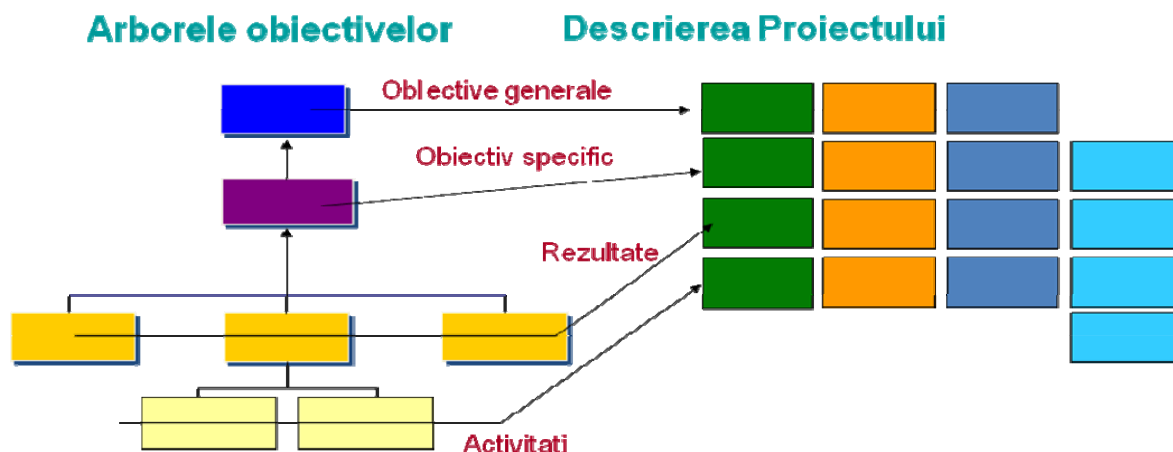 Arborele obiectivelor
Descrierea Proiectului
Oblective generale
Obiectiv specific
Rezultate
Activitati